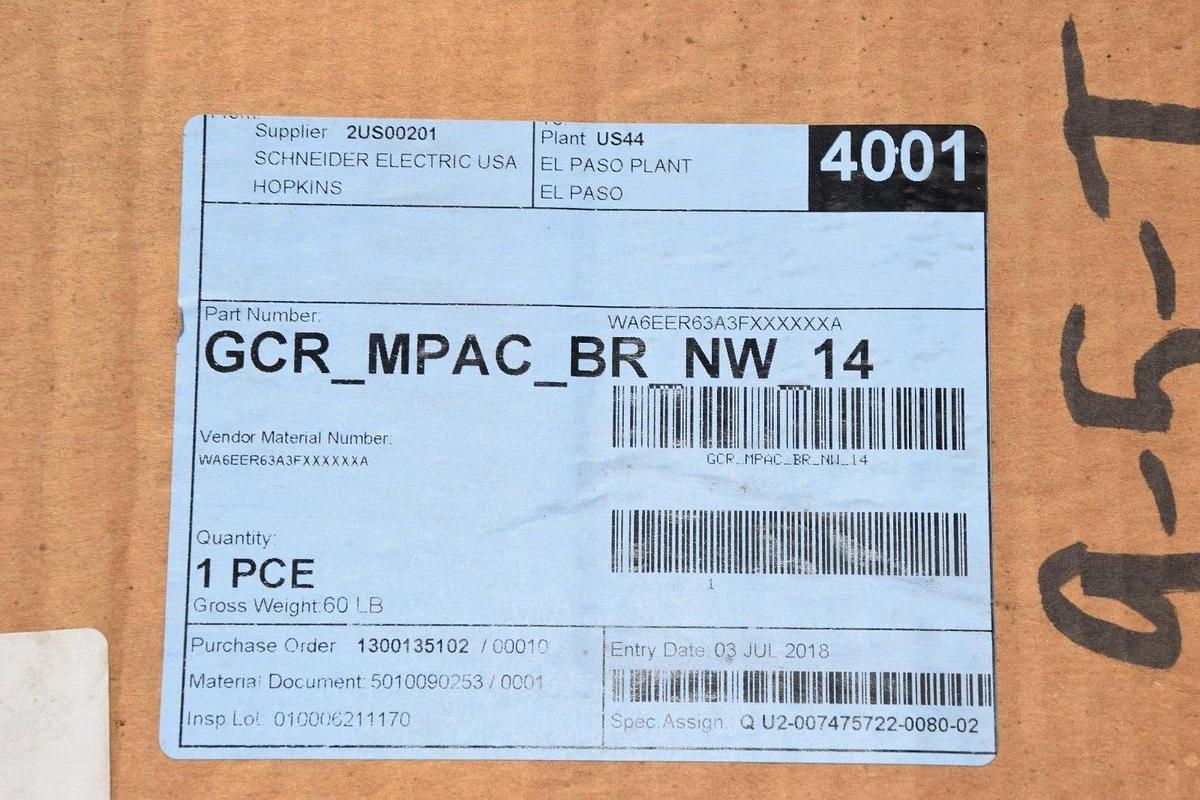 From:
Supplier 2US00201
SCHNEIDER ELECTRIC USA
HOPKINS
To:
Plant US44
EL PASO PLANT
EL PASO
4001
Part Number:
WA6EER63A3FXXXXXXA
GCR_MPAC_BR_NW_14
GCR_MPAC_BR_NW_14
Vendor Material Number:
WA6EER63A3FXXXXXXA
Quantity:
1 PCE
1
Gross Weight:60 LB
Purchase Order 1300135102 / 00010
Entry Date: 03 JUL 2018
Material Document: 5010090253 / 0001
Insp Lot: 010006211170
Spec.Assign.: Q U2-007475722-0080-02